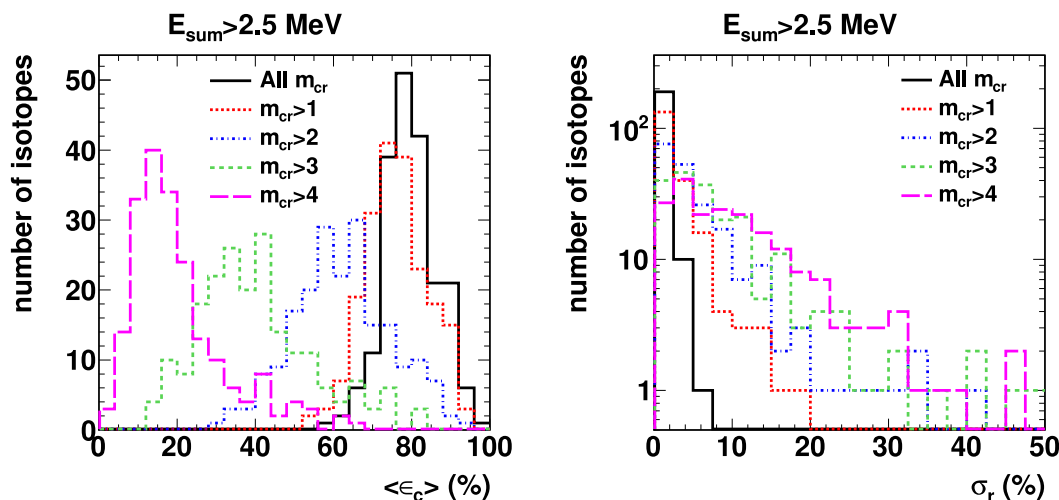 E_sum>2.5 MeV
number of isotopes
50
40
30
20
10
0
All m_cr
m_cr>1
m_cr>2
m_cr>3
m_cr>4
0 20 40 60 80 100
<ϵ_c> (%)
E_sum>2.5 MeV
number of isotopes
10^2
10
1
All m_cr
m_cr>1
m_cr>2
m_cr>3
m_cr>4
0 10 20 30 40 50
σ_r (%)